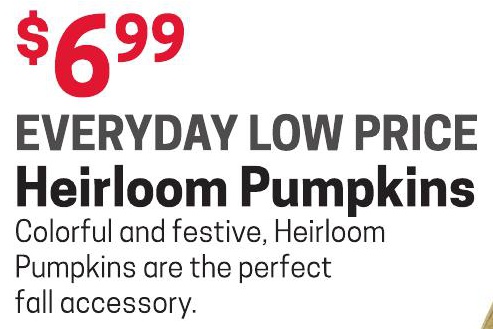 $6.99
EVERYDAY LOW PRICE
Heirloom Pumpkins
Colorful and festive, Heirloom
Pumpkins are the perfect
fall accessory.